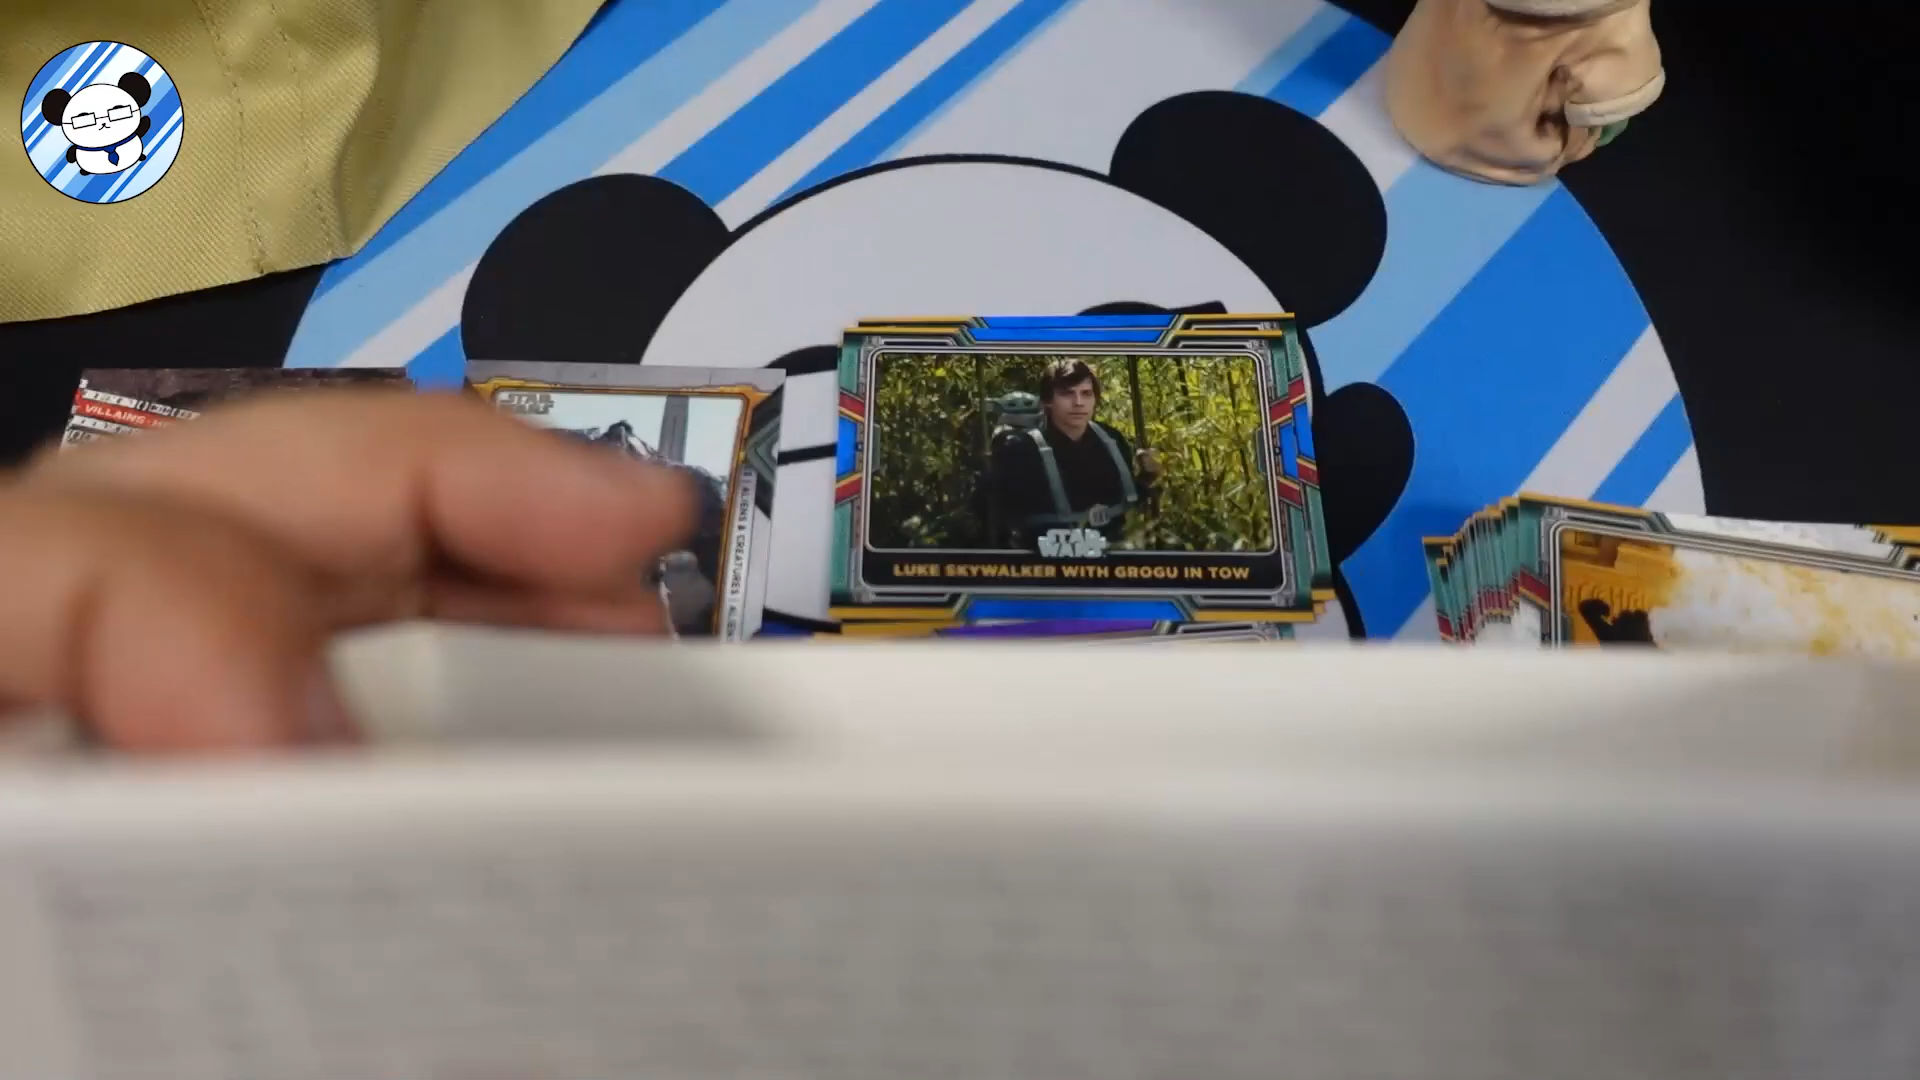 VILLAINS
STAR
WARS
ALIENS & CREATURES
STAR
WARS
LUKE SKYWALKER WITH GROGU IN TOW